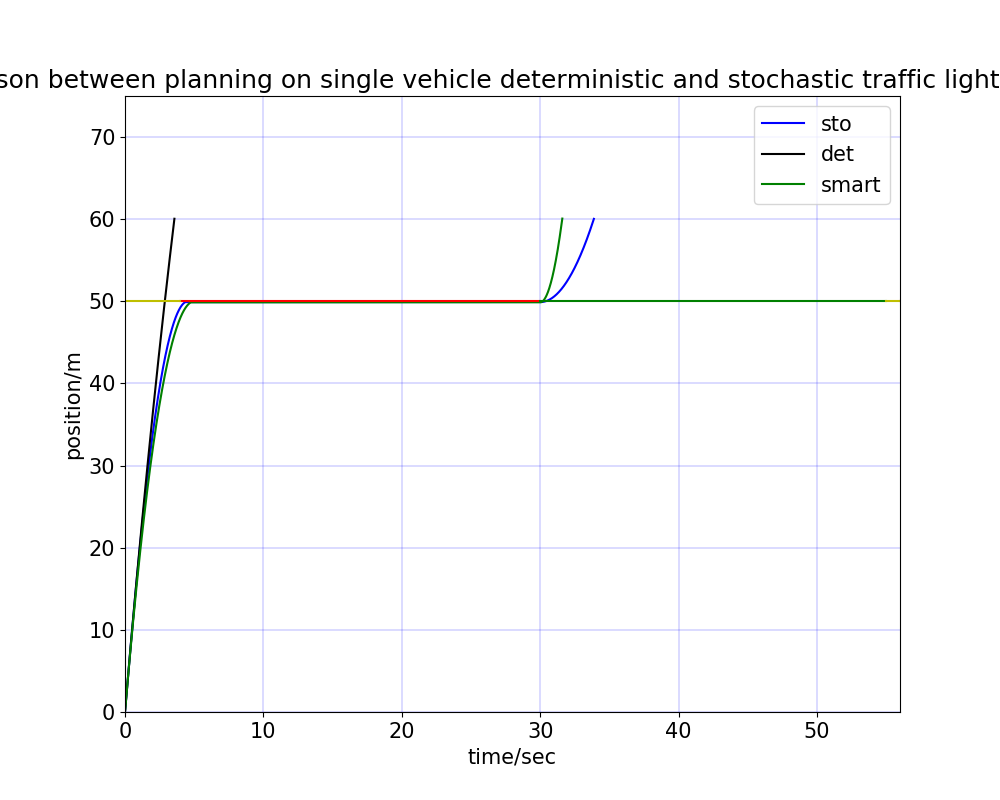 son between planning on single vehicle deterministic and stochastic traffic light
70
60
50
40
30
20
10
0
position/m
sto
det
smart
0 10 20 30 40 50
time/sec